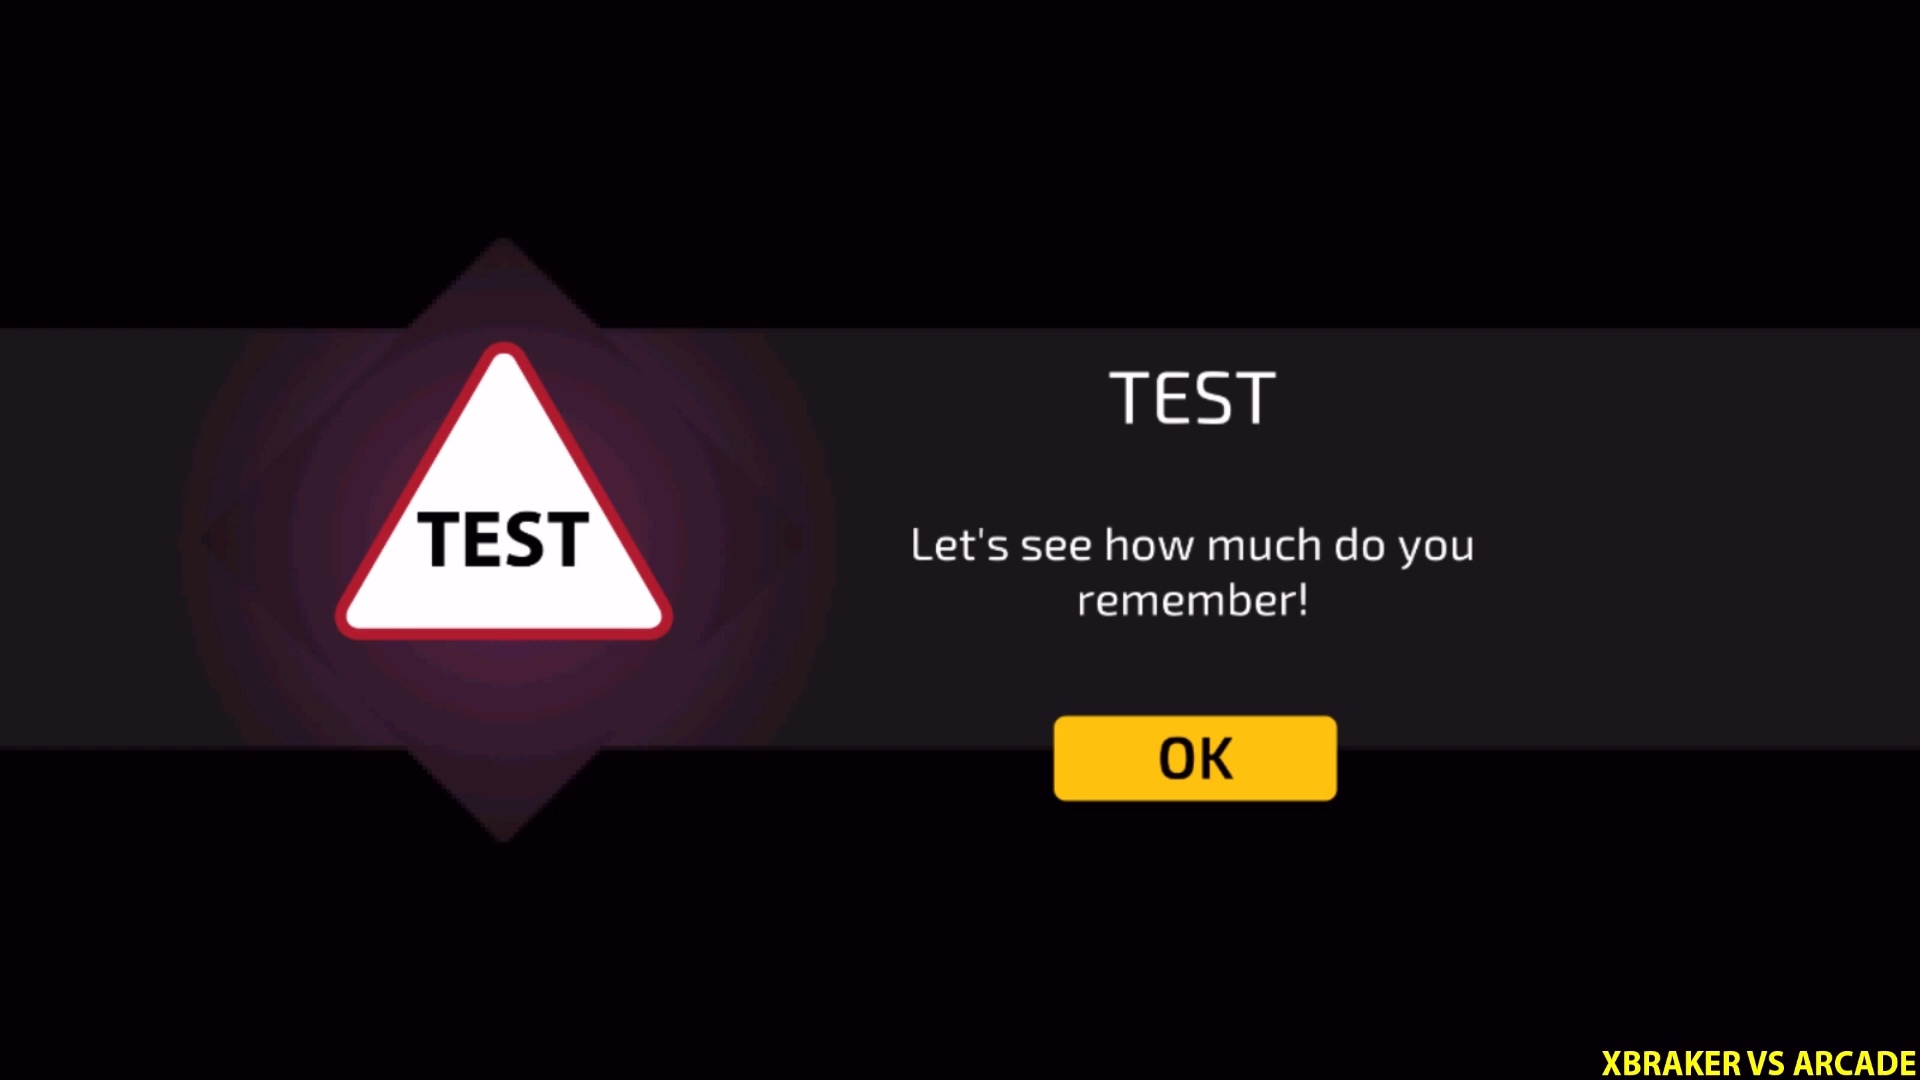 TEST
TEST
Let's see how much do you
remember!
OK
XBRAKER VS ARCADE